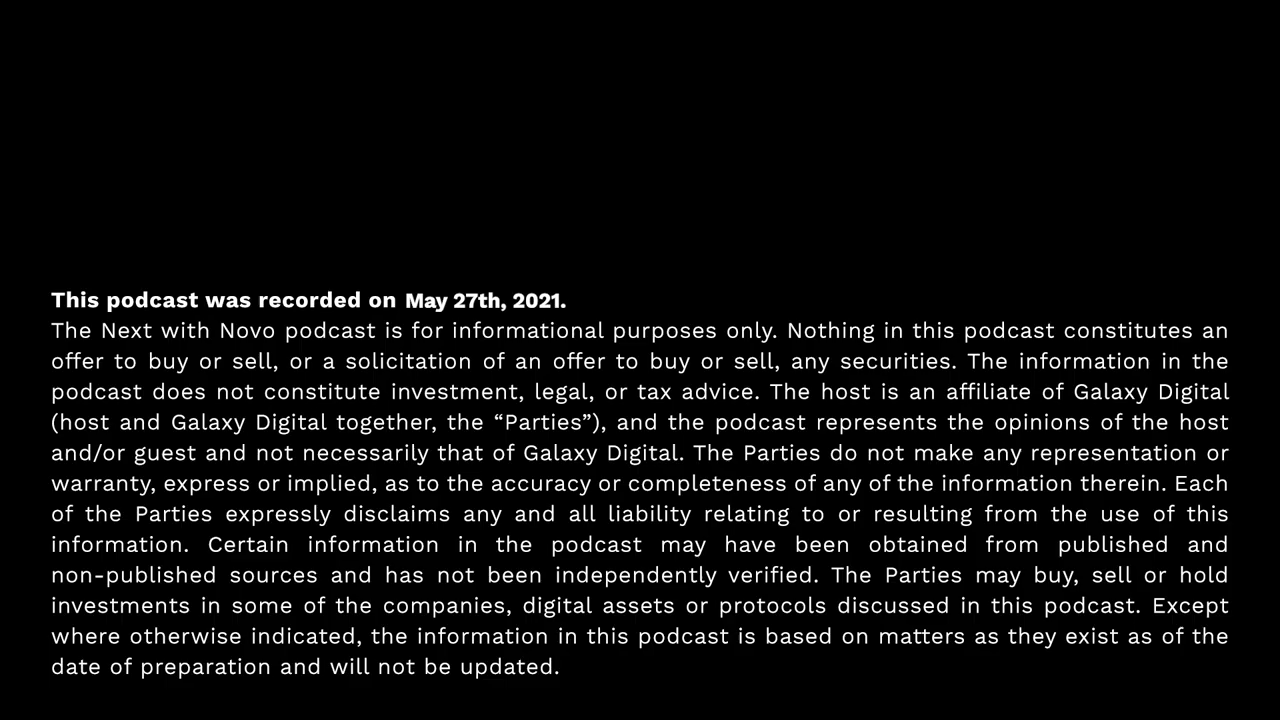 This podcast was recorded on May 27th, 2021.
The Next with Novo podcast is for informational purposes only. Nothing in this podcast constitutes an
offer to buy or sell, or a solicitation of an offer to buy or sell, any securities. The information in the
podcast does not constitute investment, legal, or tax advice. The host is an affiliate of Galaxy Digital
(host and Galaxy Digital together, the “Parties”), and the podcast represents the opinions of the host
and/or guest and not necessarily that of Galaxy Digital. The Parties do not make any representation or
warranty, express or implied, as to the accuracy or completeness of any of the information therein. Each
of the Parties expressly disclaims any and all liability relating to or resulting from the use of this
information. Certain information in the podcast may have been obtained from published and
non-published sources and has not been independently verified. The Parties may buy, sell or hold
investments in some of the companies, digital assets or protocols discussed in this podcast. Except
where otherwise indicated, the information in this podcast is based on matters as they exist as of the
date of preparation and will not be updated.